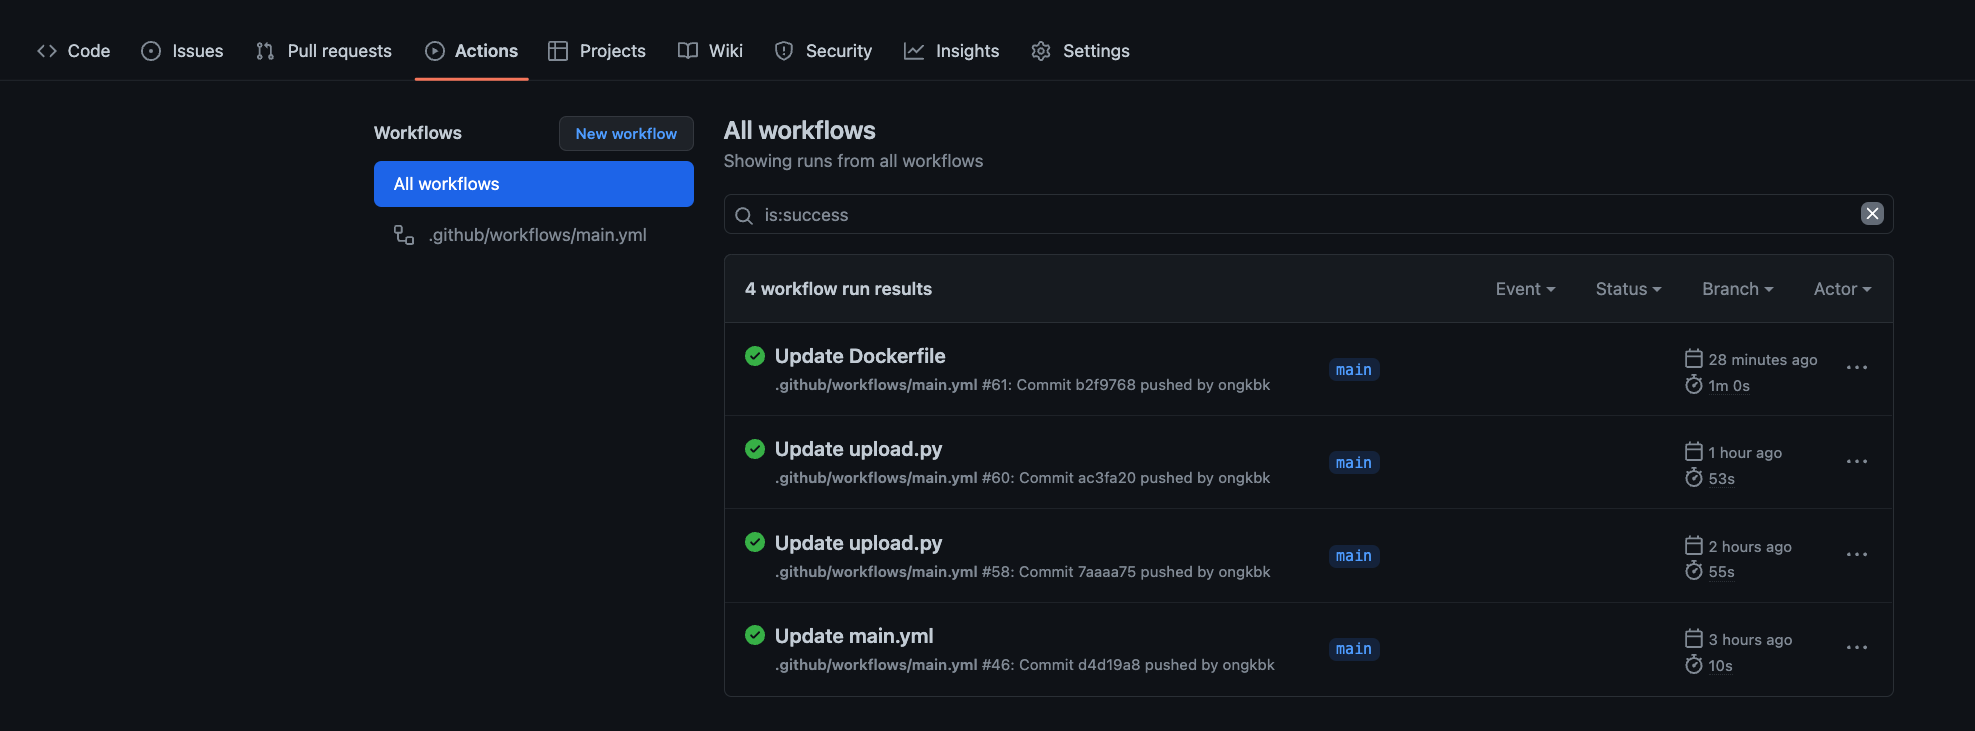 Code Issues Pull requests Actions Projects Wiki Security Insights Settings
Workflows
New workflow
All workflows
.github/workflows/main.yml
All workflows
Showing runs from all workflows
is:success
4 workflow run results
Event Status Branch Actor
Update Dockerfile
.github/workflows/main.yml #61: Commit b2f9768 pushed by ongkbk
main
28 minutes ago
1m 0s
Update upload.py
.github/workflows/main.yml #60: Commit ac3fa20 pushed by ongkbk
main
1 hour ago
53s
Update upload.py
.github/workflows/main.yml #58: Commit 7aaaa75 pushed by ongkbk
main
2 hours ago
55s
Update main.yml
.github/workflows/main.yml #46: Commit d4d19a8 pushed by ongkbk
main
3 hours ago
10s